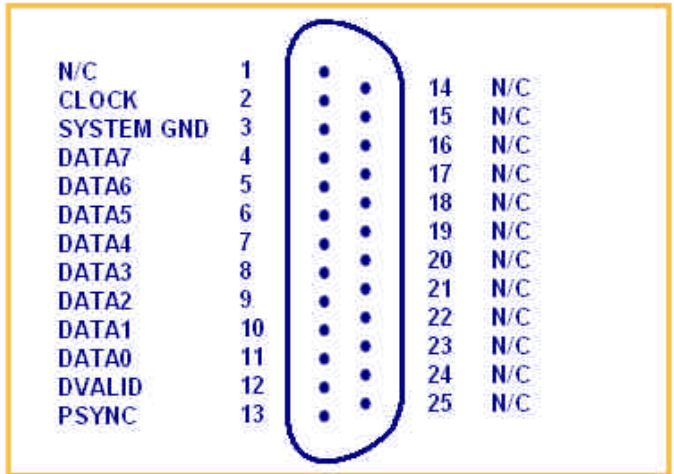 N/C 1
CLOCK 2
SYSTEM GND 3
DATA7 4
DATA6 5
DATA5 6
DATA4 7
DATA3 8
DATA2 9
DATA1 10
DATA0 11
DVALID 12
PSYNC 13
14 N/C
15 N/C
16 N/C
17 N/C
18 N/C
19 N/C
20 N/C
21 N/C
22 N/C
23 N/C
24 N/C
25 N/C